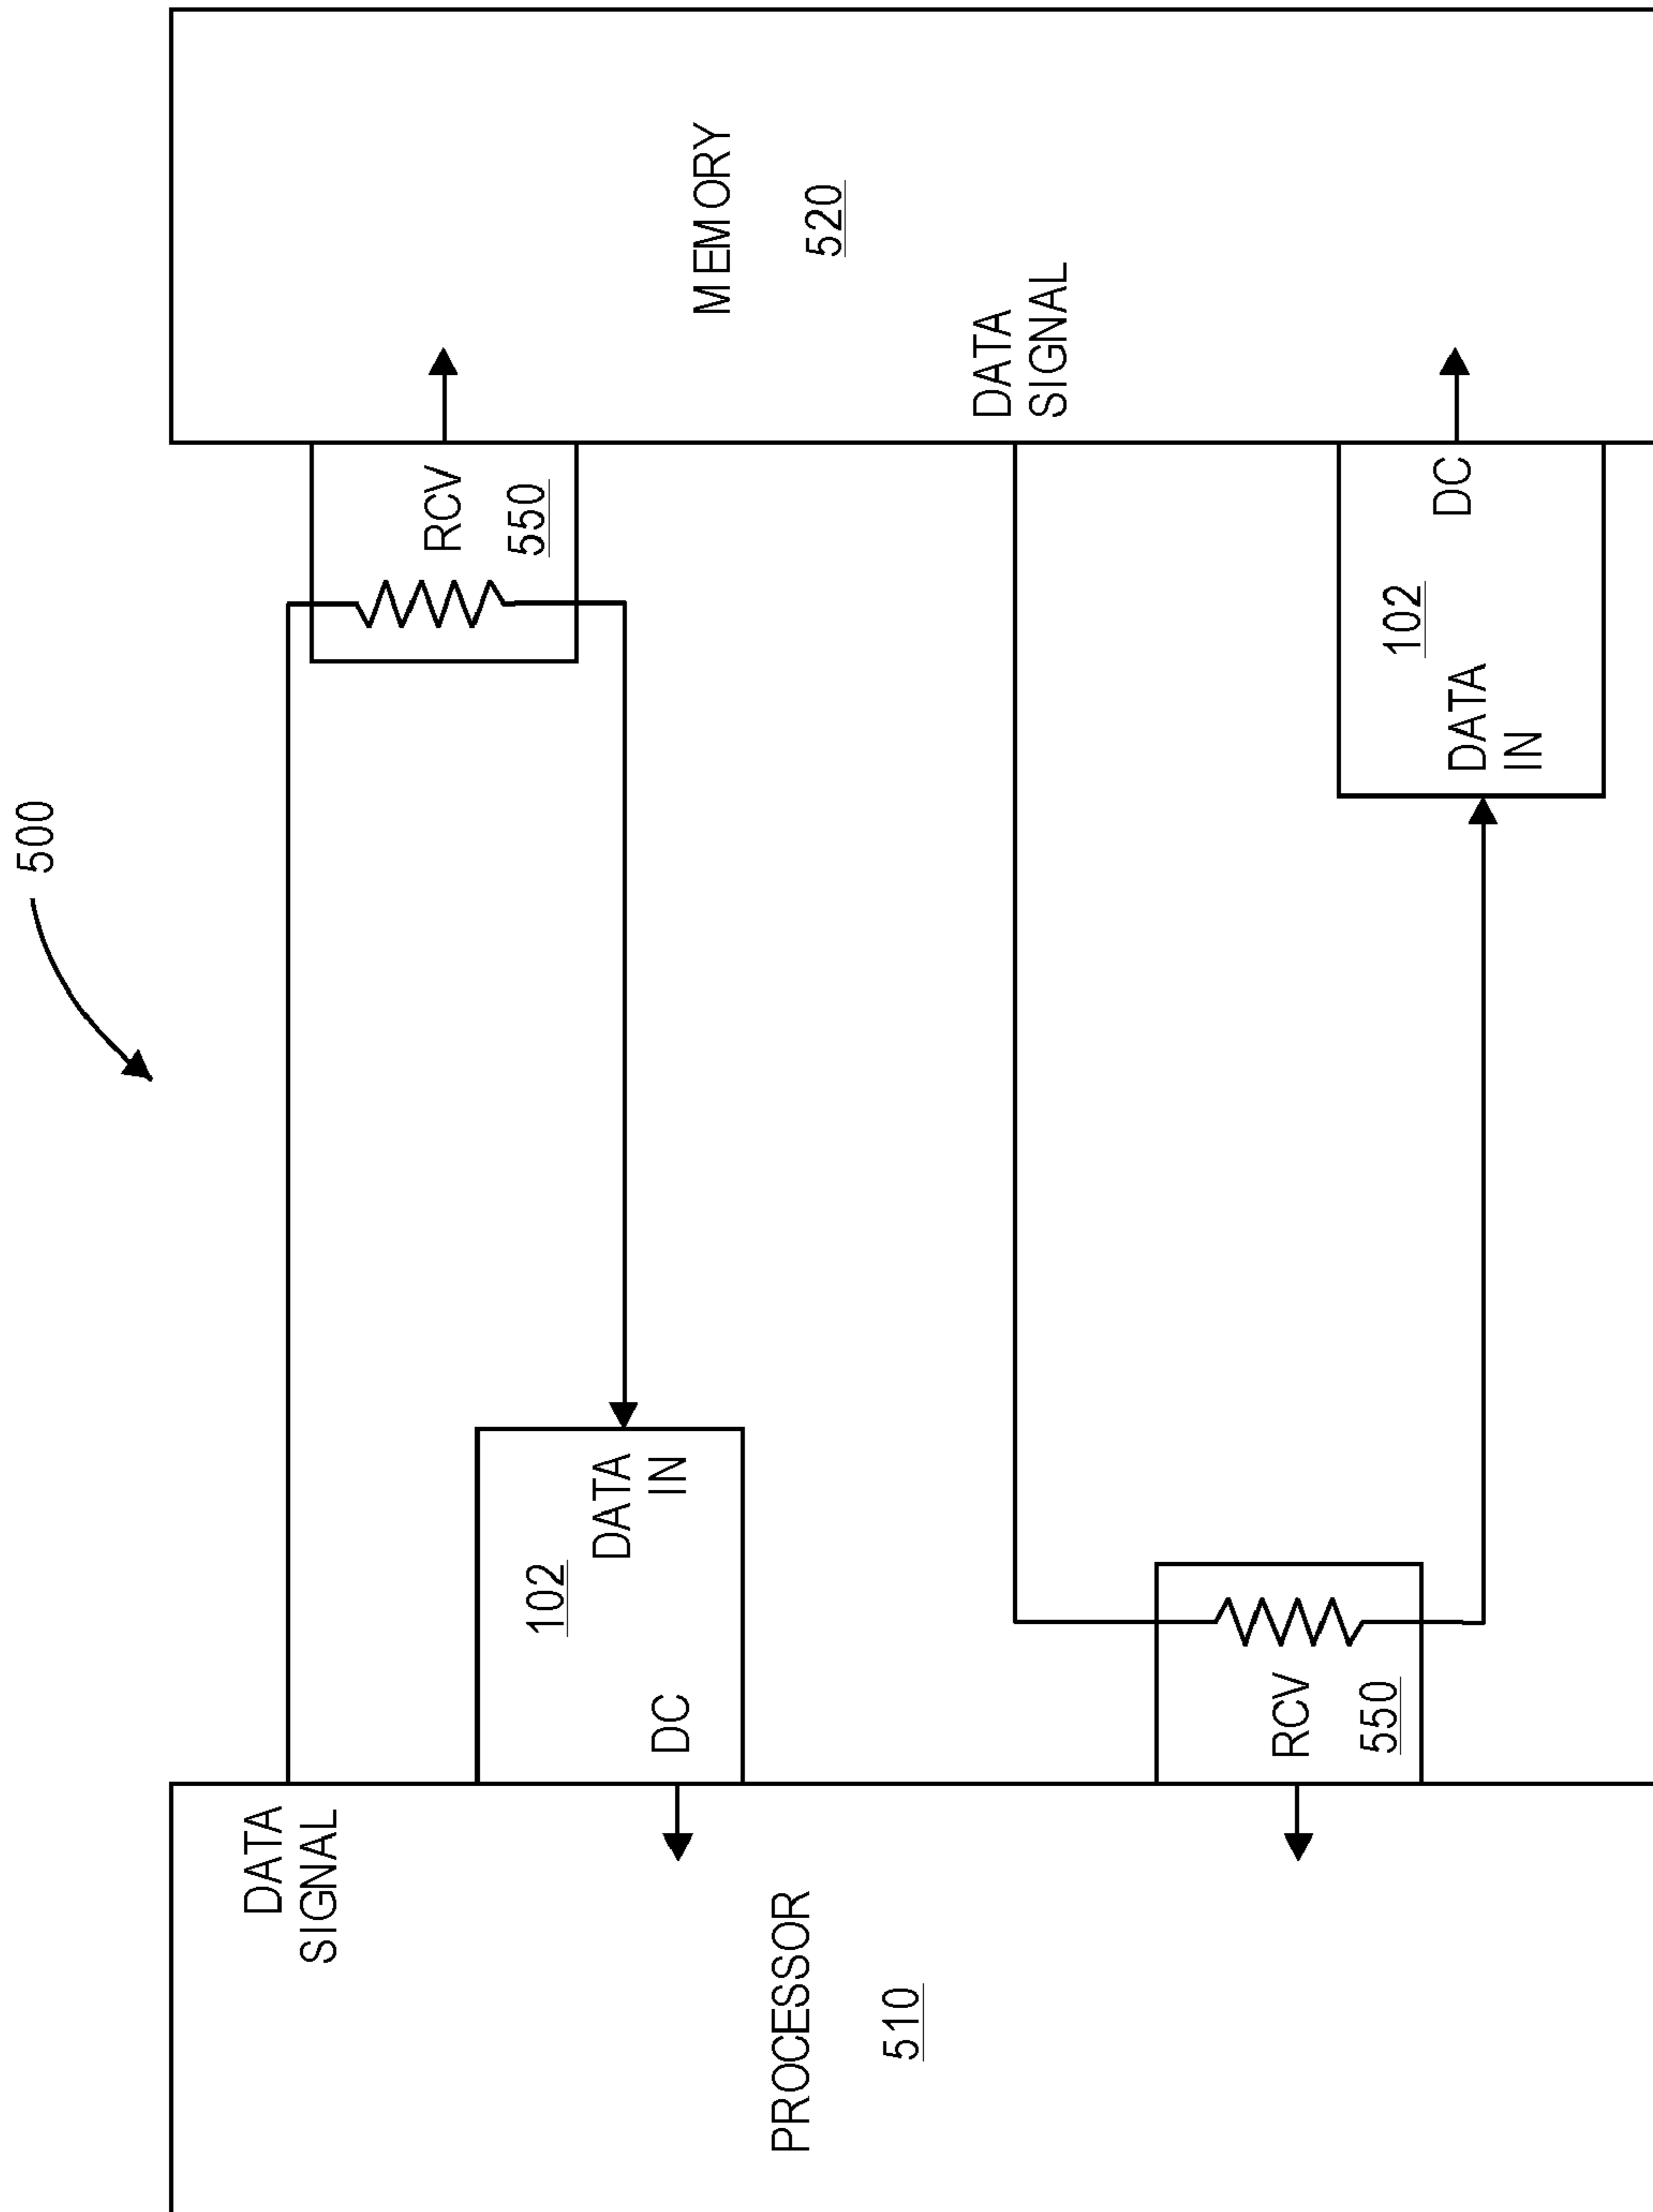 500
DATA
SIGNAL
PROCESSOR
510
102
DATA
IN
DC
RCV
550
RCV
550
MEMORY
520
DATA
SIGNAL
102
DATA
IN
DC